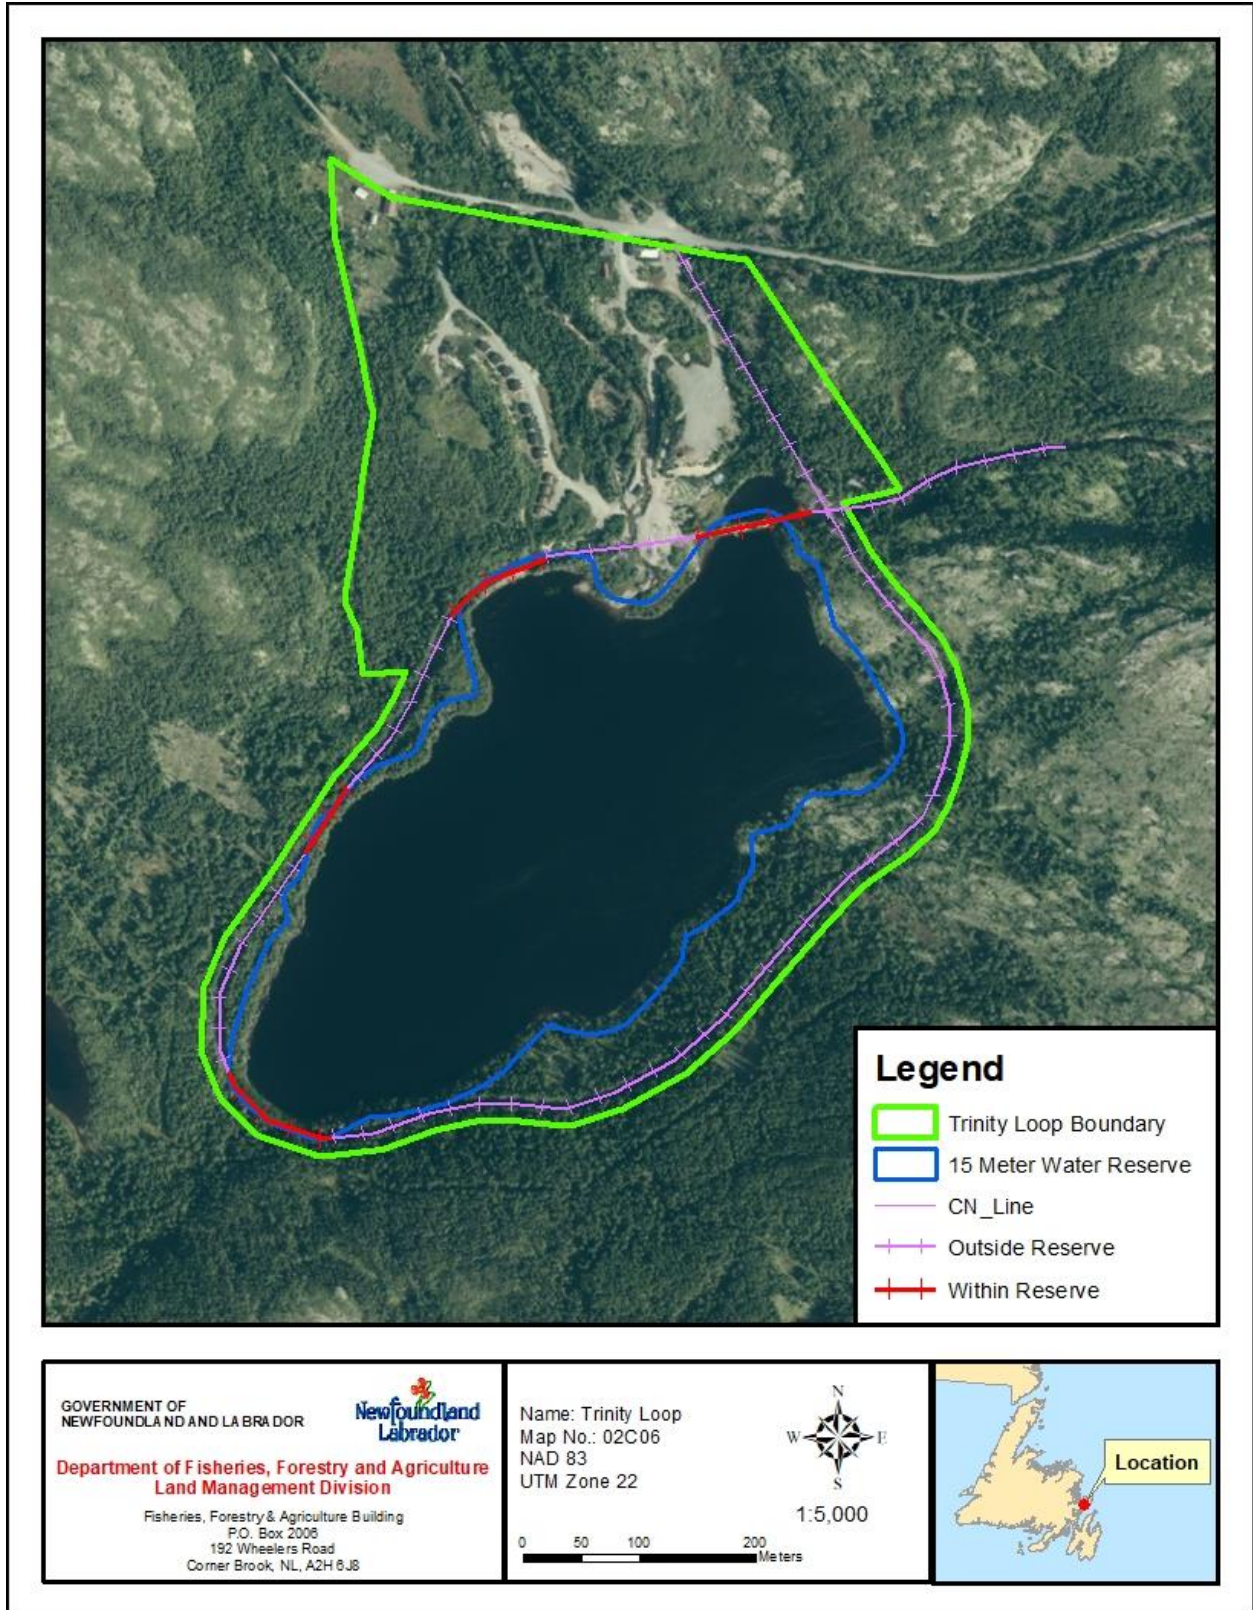 Legend
Trinity Loop Boundary
15 Meter Water Reserve
CN_Line
Outside Reserve
Within Reserve
GOVERNMENT OF
NEWFOUNDLAND AND LABRADOR
Newfoundland
Labrador
Department of Fisheries, Forestry and Agriculture
Land Management Division
Fisheries, Forestry & Agriculture Building
P.O. Box 2006
192 Wheelers Road
Corner Brook, NL, A2H 6J8
Name: Trinity Loop
Map No.: 02C06
NAD 83
UTM Zone 22
N
W E
S
1:5,000
0 50 100 200
Meters
Location